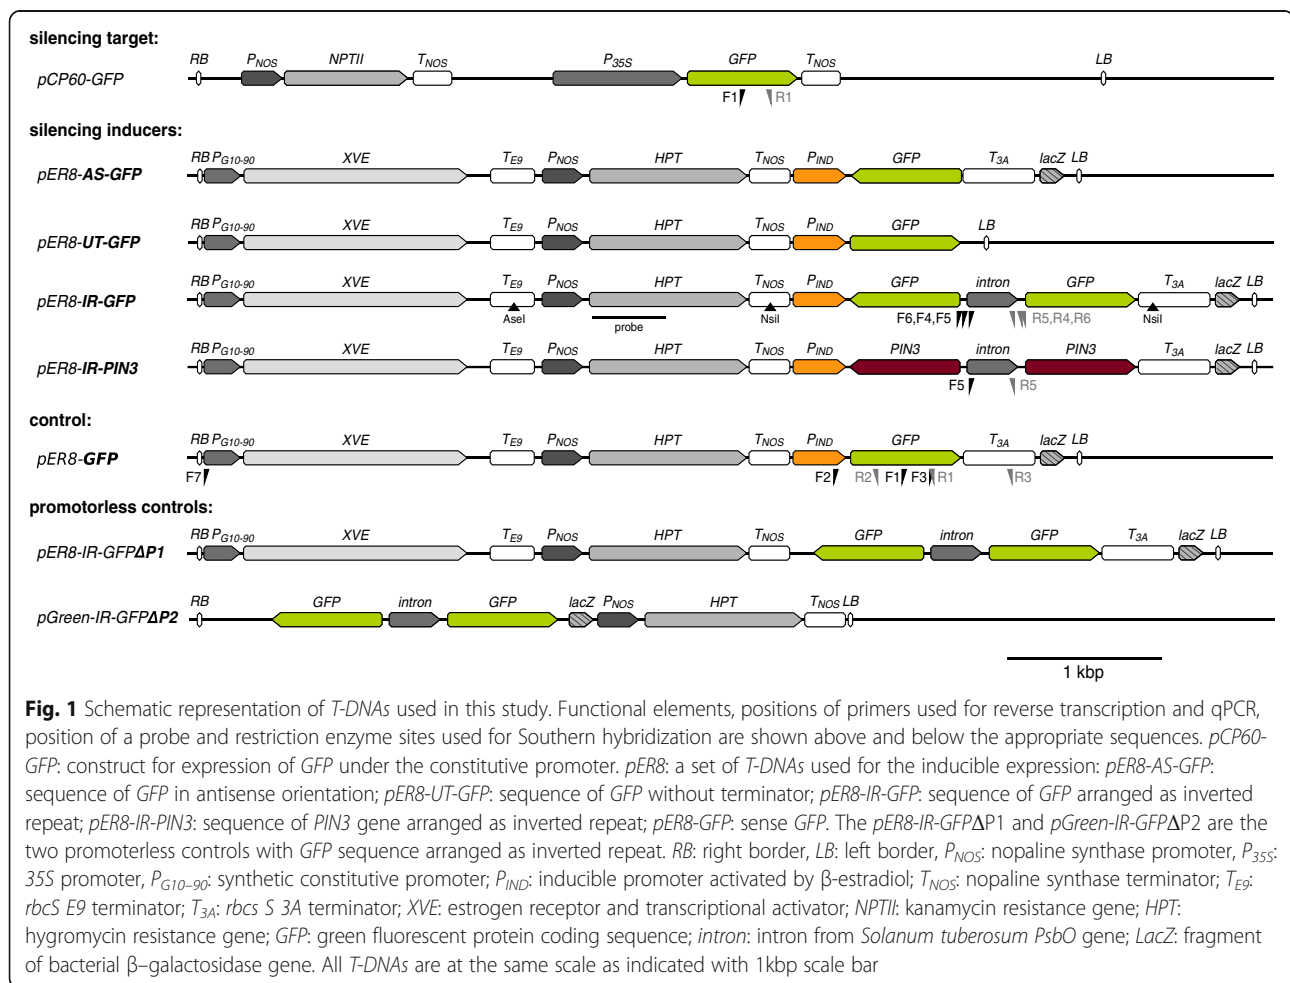 silencing target:
RB P_NOS NPTII T_NOS P_35S GFP T_NOS LB
pCP60-GFP
F1 R1
silencing inducers:
RB P_G10-90 XVE T_E9 P_NOS HPT T_NOS P_IND GFP T_3A lacZ LB
pER8-AS-GFP
RB P_G10-90 XVE T_E9 P_NOS HPT T_NOS P_IND GFP LB
pER8-UT-GFP
RB P_G10-90 XVE T_E9 P_NOS HPT T_NOS P_IND GFP intron GFP T_3A lacZ LB
pER8-IR-GFP
AseI probe NsiI F6,F4,F5 R5,R4,R6 NsiI
RB P_G10-90 XVE T_E9 P_NOS HPT T_NOS P_IND PIN3 intron PIN3 T_3A lacZ LB
pER8-IR-PIN3
F5 R5
control:
RB P_G10-90 XVE T_E9 P_NOS HPT T_NOS P_IND GFP T_3A lacZ LB
pER8-GFP
F7 F2 R2 F1 F3 R1 R3
promotorless controls:
RB P_G10-90 XVE T_E9 P_NOS HPT T_NOS GFP intron GFP T_3A lacZ LB
pER8-IR-GFPΔP1
RB GFP intron GFP lacZ P_NOS HPT T_NOS LB
pGreen-IR-GFPΔP2
1 kbp
Fig. 1 Schematic representation of T-DNAs used in this study. Functional elements, positions of primers used for reverse transcription and qPCR,
position of a probe and restriction enzyme sites used for Southern hybridization are shown above and below the appropriate sequences. pCP60-
GFP: construct for expression of GFP under the constitutive promoter. pER8: a set of T-DNAs used for the inducible expression: pER8-AS-GFP:
sequence of GFP in antisense orientation; pER8-UT-GFP: sequence of GFP without terminator; pER8-IR-GFP: sequence of GFP arranged as inverted
repeat; pER8-IR-PIN3: sequence of PIN3 gene arranged as inverted repeat; pER8-GFP: sense GFP. The pER8-IR-GFPΔP1 and pGreen-IR-GFPΔP2 are the
two promoterless controls with GFP sequence arranged as inverted repeat. RB: right border, LB: left border, P_NOS: nopaline synthase promoter, P_35S:
35S promoter, P_G10–90: synthetic constitutive promoter; P_IND: inducible promoter activated by β-estradiol; T_NOS: nopaline synthase terminator; T_E9:
rbcS E9 terminator; T_3A: rbcs S 3A terminator; XVE: estrogen receptor and transcriptional activator; NPTII: kanamycin resistance gene; HPT:
hygromycin resistance gene; GFP: green fluorescent protein coding sequence; intron: intron from Solanum tuberosum PsbO gene; LacZ: fragment
of bacterial β–galactosidase gene. All T-DNAs are at the same scale as indicated with 1kbp scale bar